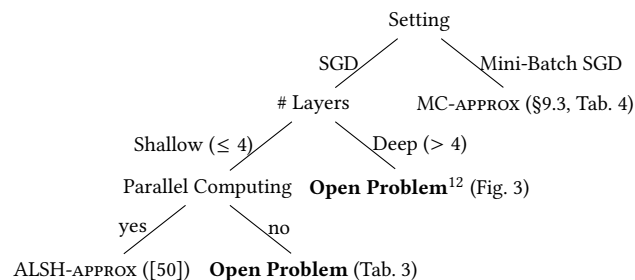 Setting
SGD
Mini-Batch SGD
# Layers
MC-APPROX (§9.3, Tab. 4)
Shallow (≤ 4)
Deep (> 4)
Parallel Computing
Open Problem¹² (Fig. 3)
yes
no
ALSH-APPROX ([50])
Open Problem (Tab. 3)